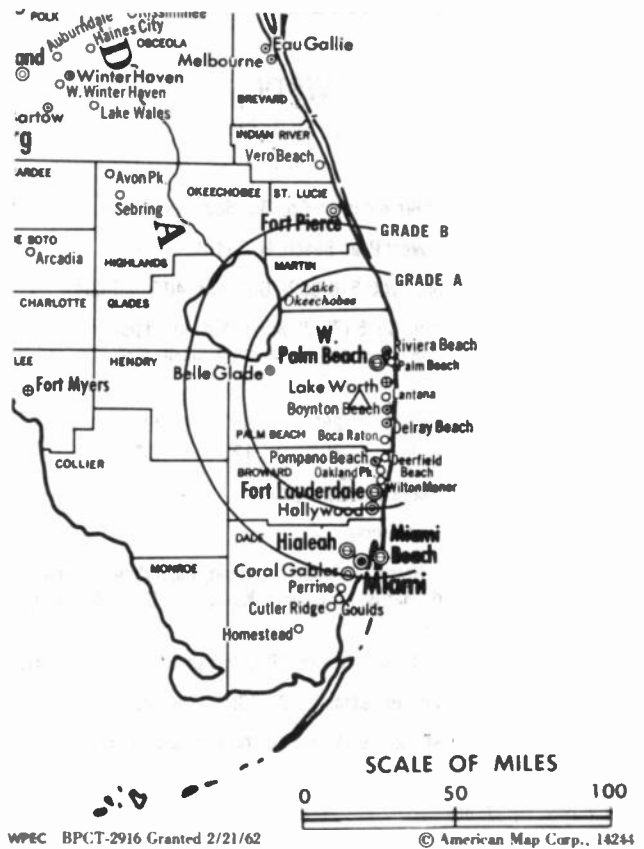 POLK
Kissimmee
Auburndale
Haines City
OSCEOLA
Eau Gallie
Melbourne
and
D
Winter Haven
W. Winter Haven
BREVARD
artow
Lake Wales
g
INDIAN RIVER
Vero Beach
ARDEE
Avon Pk.
OKEECHOBEE
ST. LUCIE
Sebring
Fort Pierce
A
GRADE B
DE SOTO
Arcadia
HIGHLANDS
MARTIN
GRADE A
CHARLOTTE
GLADES
Lake
Okeechobee
W.
Palm Beach
Riviera Beach
Palm Beach
LEE
HENDRY
Belle Glade
Fort Myers
Lake Worth
Lantana
Boynton Beach
Delray Beach
PALM BEACH
Boca Raton
COLLIER
Pompano Beach
Deerfield
Beach
BROWARD
Oakland Pk.
Wilton Manor
Fort Lauderdale
Hollywood
DADE
Hialeah
Miami
Beach
MONROE
Coral Gables
Miami
Perrine
Cutler Ridge
Goulds
Homestead
SCALE OF MILES
0 50 100
WPEC BPCT-2916 Granted 2/21/62
© American Map Corp., 14244